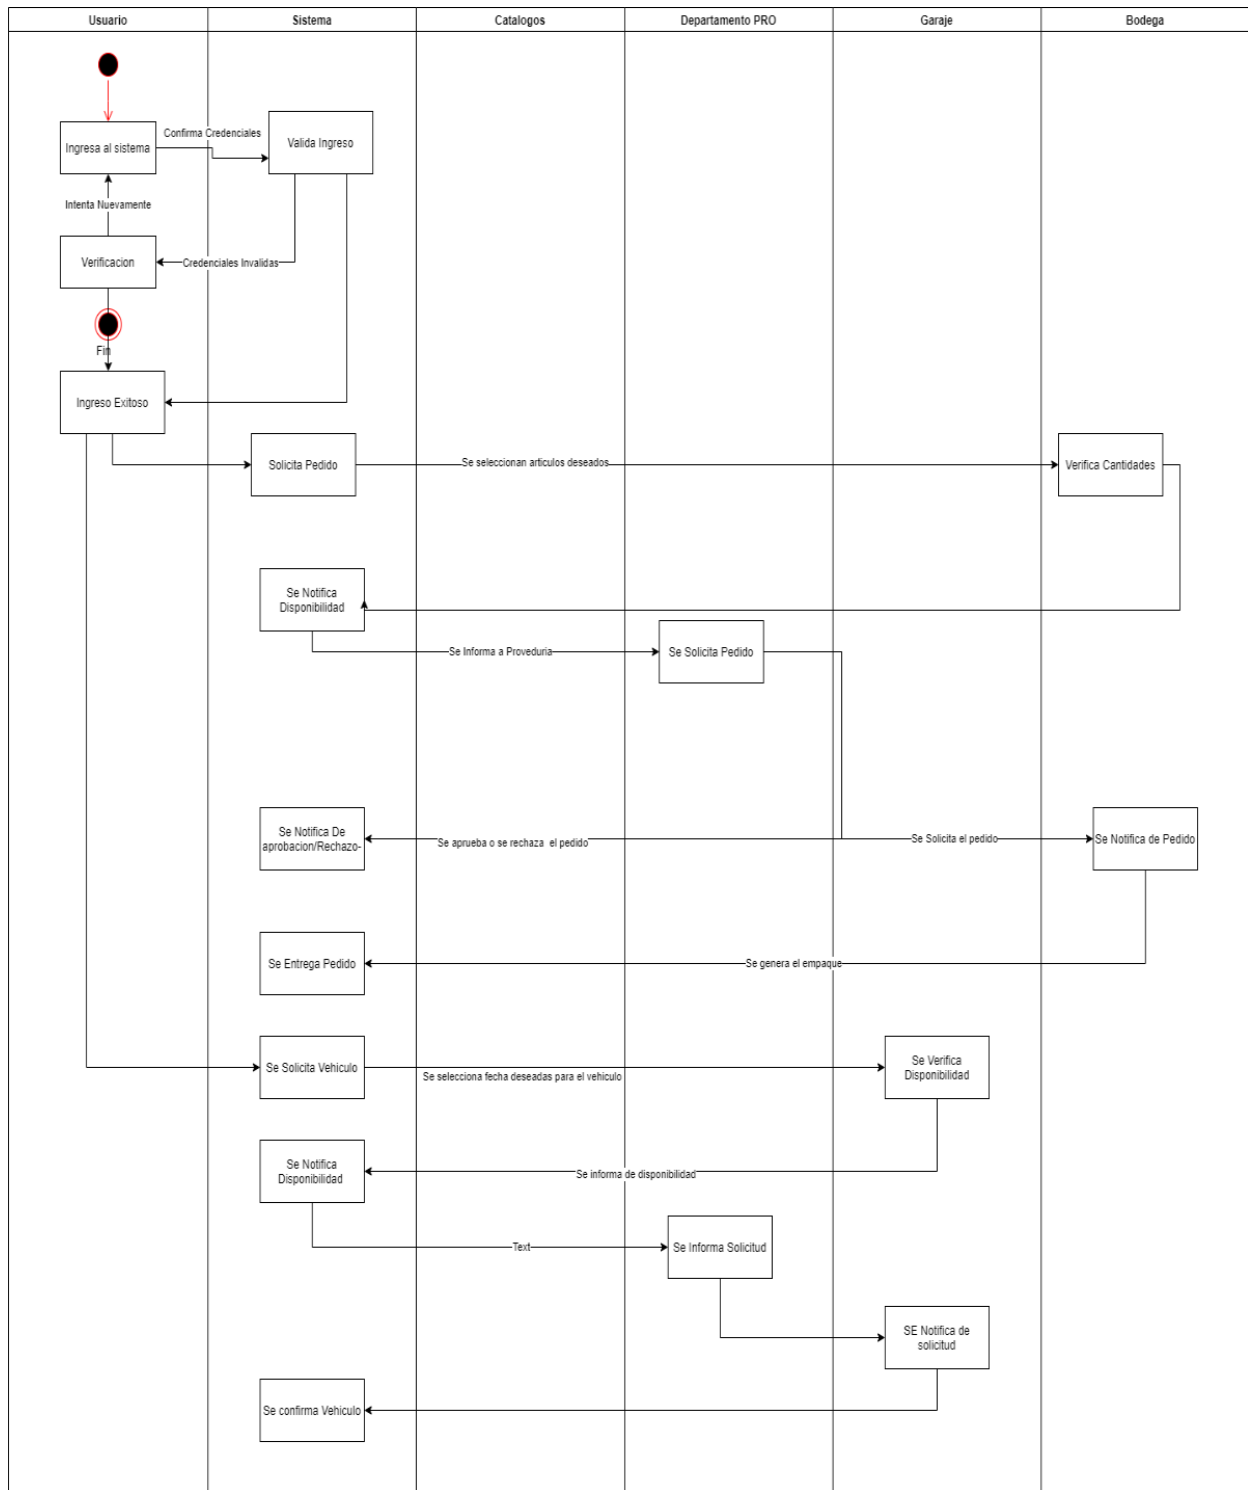 Usuario
Sistema
Catalogos
Departamento PRO
Garaje
Bodega
Ingresa al sistema
Confirma Credenciales
Valida Ingreso
Intenta Nuevamente
Verificacion
Credenciales Invalidas
Fin
Ingreso Exitoso
Solicita Pedido
Se seleccionan articulos deseados
Verifica Cantidades
Se Notifica
Disponibilidad
Se Informa a Proveduria
Se Solicita Pedido
Se Notifica De
aprobacion/Rechazo-
Se aprueba o se rechaza  el pedido
Se Solicita el pedido
Se Notifica de Pedido
Se Entrega Pedido
Se genera el empaque
Se Solicita Vehiculo
Se selecciona fecha deseadas para el vehiculo
Se Verifica
Disponibilidad
Se Notifica
Disponibilidad
Se informa de disponibilidad
Text
Se Informa Solicitud
SE Notifica de
solicitud
Se confirma Vehiculo